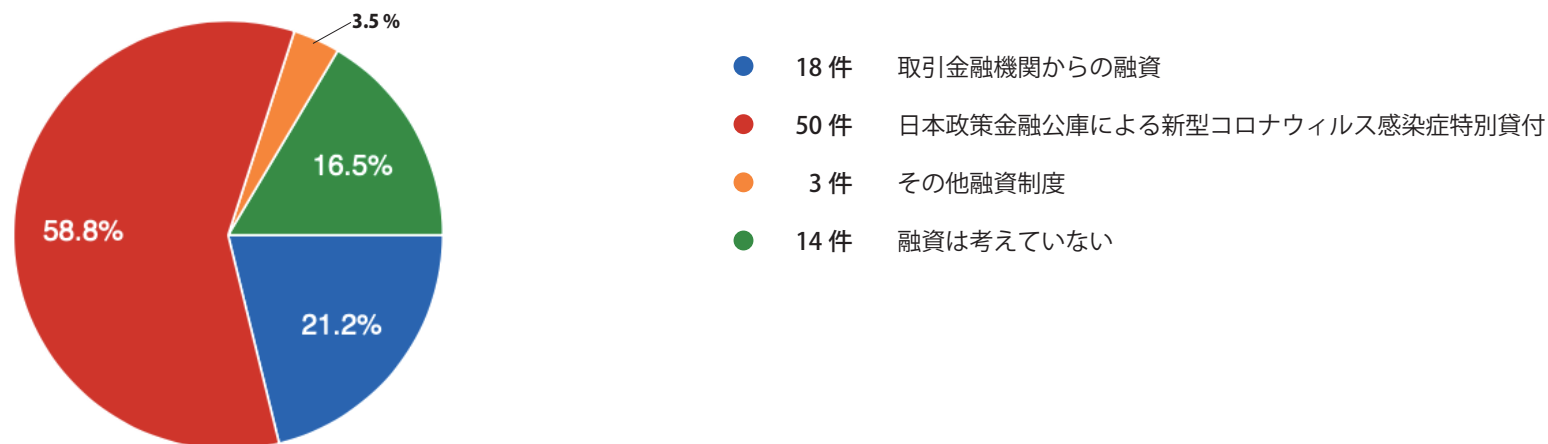 3.5 %
16.5%
58.8%
21.2%
18 件 取引金融機関からの融資
50 件 日本政策金融公庫による新型コロナウィルス感染症特別貸付
3 件 その他融資制度
14 件 融資は考えていない